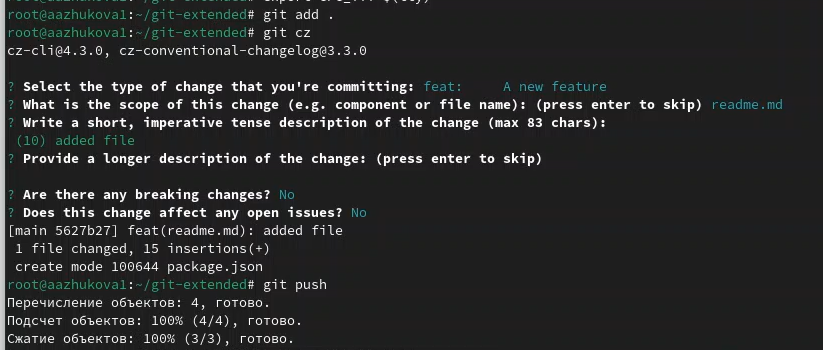 root@aazhukova1:~/git-extended# git add .
root@aazhukova1:~/git-extended# git cz
cz-cli@4.3.0, cz-conventional-changelog@3.3.0
? Select the type of change that you're committing: feat:     A new feature
? What is the scope of this change (e.g. component or file name): (press enter to skip) readme.md
? Write a short, imperative tense description of the change (max 83 chars):
(10) added file
? Provide a longer description of the change: (press enter to skip)
? Are there any breaking changes? No
? Does this change affect any open issues? No
[main 5627b27] feat(readme.md): added file
1 file changed, 15 insertions(+)
create mode 100644 package.json
root@aazhukova1:~/git-extended# git push
Перечисление объектов: 4, готово.
Подсчет объектов: 100% (4/4), готово.
Сжатие объектов: 100% (3/3), готово.